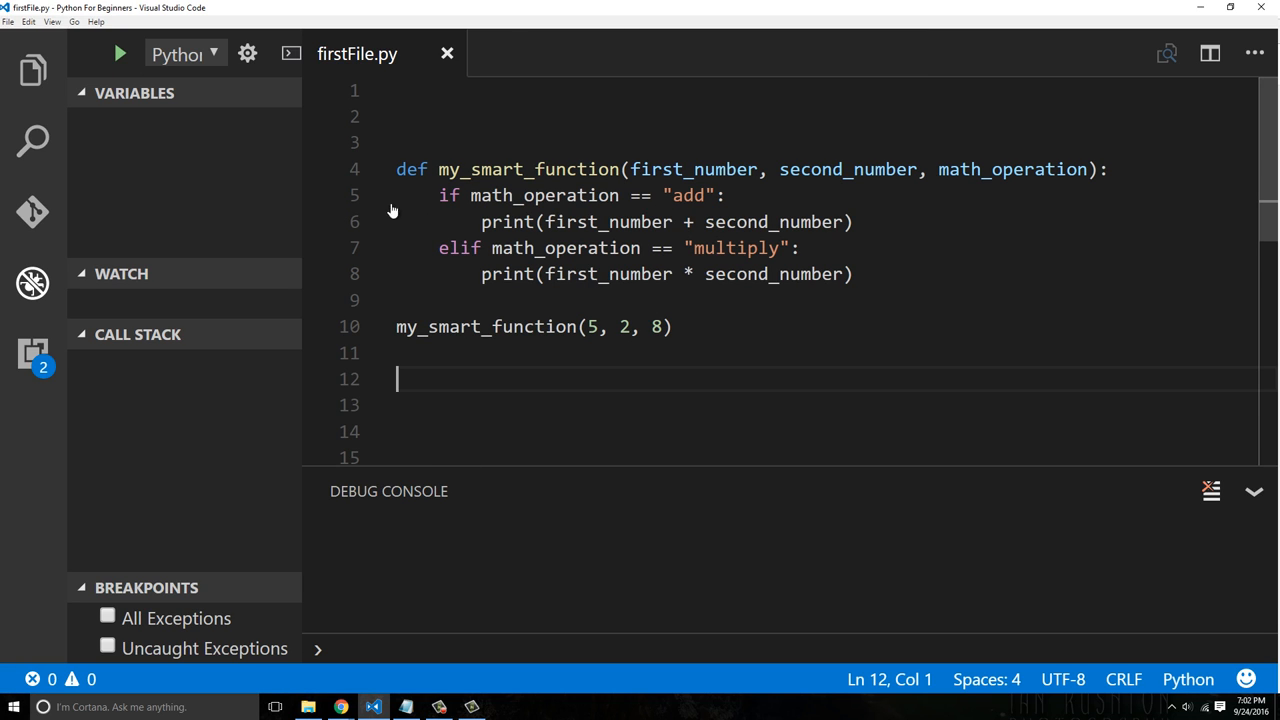 firstFile.py - Python For Beginners - Visual Studio Code
File Edit View Go Help
Pythor
firstFile.py
VARIABLES
WATCH
CALL STACK
2
BREAKPOINTS
All Exceptions
Uncaught Exceptions
1
2
3
4 def my_smart_function(first_number, second_number, math_operation):
5 if math_operation == "add":
6 print(first_number + second_number)
7 elif math_operation == "multiply":
8 print(first_number * second_number)
9
10 my_smart_function(5, 2, 8)
11
12
13
14
15
DEBUG CONSOLE
0 0 Ln 12, Col 1 Spaces: 4 UTF-8 CRLF Python
I'm Cortana. Ask me anything.
IAN RUSHTON
7:02 PM
9/24/2016